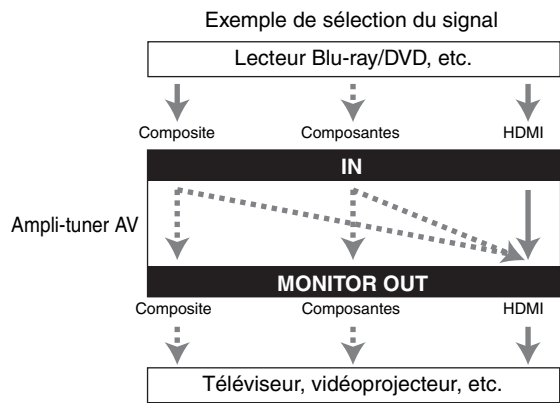 Exemple de sélection du signal
Lecteur Blu-ray/DVD, etc.
Composite Composantes HDMI
IN
Ampli-tuner AV
MONITOR OUT
Composite Composantes HDMI
Téléviseur, vidéoprojecteur, etc.